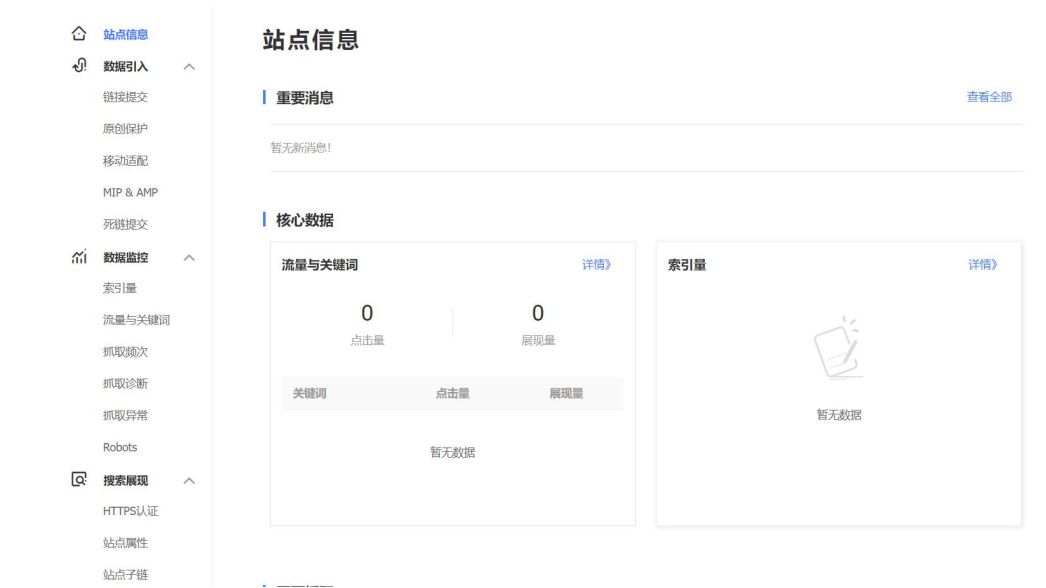 站点信息
数据引入
链接提交
原创保护
移动适配
MIP & AMP
死链提交
数据监控
索引量
流量与关键词
抓取频次
抓取诊断
抓取异常
Robots
搜索展现
HTTPS认证
站点属性
站点子链
站点信息
重要消息 查看全部
暂无新消息!
核心数据
流量与关键词 详情》
0 0
点击量 展现量
关键词 点击量 展现量
暂无数据
索引量 详情》
暂无数据